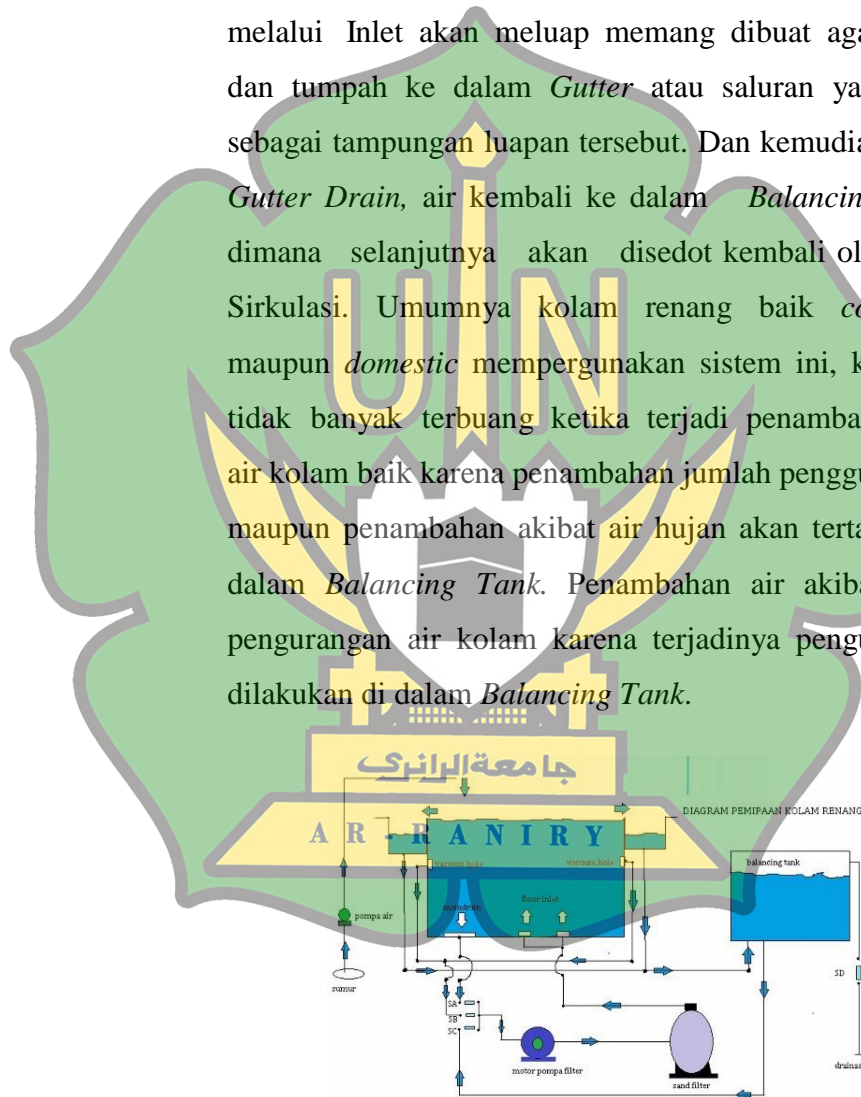 melalui Inlet akan meluap memang dibuat aga
dan tumpah ke dalam Gutter atau saluran ya
sebagai tampungan luapan tersebut. Dan kemudia
Gutter Drain, air kembali ke dalam Balancin
dimana selanjutnya akan disedot kembali ol
Sirkulasi. Umumnya kolam renang baik co
maupun domestic mempergunakan sistem ini, k
tidak banyak terbuang ketika terjadi penamba
air kolam baik karena penambahan jumlah penggu
maupun penambahan akibat air hujan akan terta
dalam Balancing Tank. Penambahan air akiba
pengurangan air kolam karena terjadinya pengu
dilakukan di dalam Balancing Tank.
UIN
جامعة الرانري
AR-RANIRY
DIAGRAM PEMIPAAN KOLAM RENANG
vacuum hole
vacuum hole
balancing tank
maindrain
floor inlet
pompa air
sumur
SA
SB
SC
SD
motor pompa filter
sand filter
drainas